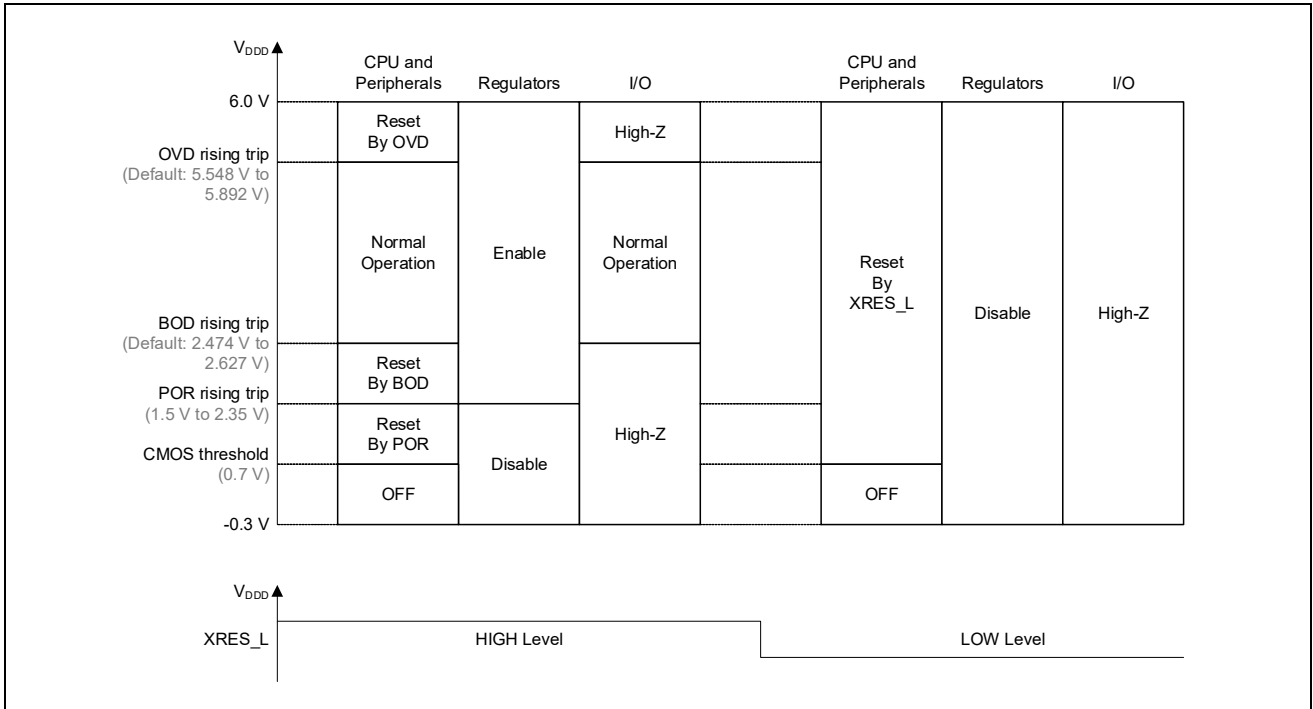 VDDD
CPU and
Peripherals
Regulators
I/O
CPU and
Peripherals
Regulators
I/O
6.0 V
Reset
By OVD
High-Z
OVD rising trip
(Default: 5.548 V to
5.892 V)
Normal
Operation
Enable
Normal
Operation
Reset
By
XRES_L
Disable
High-Z
BOD rising trip
(Default: 2.474 V to
2.627 V)
Reset
By BOD
POR rising trip
(1.5 V to 2.35 V)
Reset
By POR
High-Z
CMOS threshold
(0.7 V)
Disable
OFF
OFF
-0.3 V
VDDD
XRES_L
HIGH Level
LOW Level